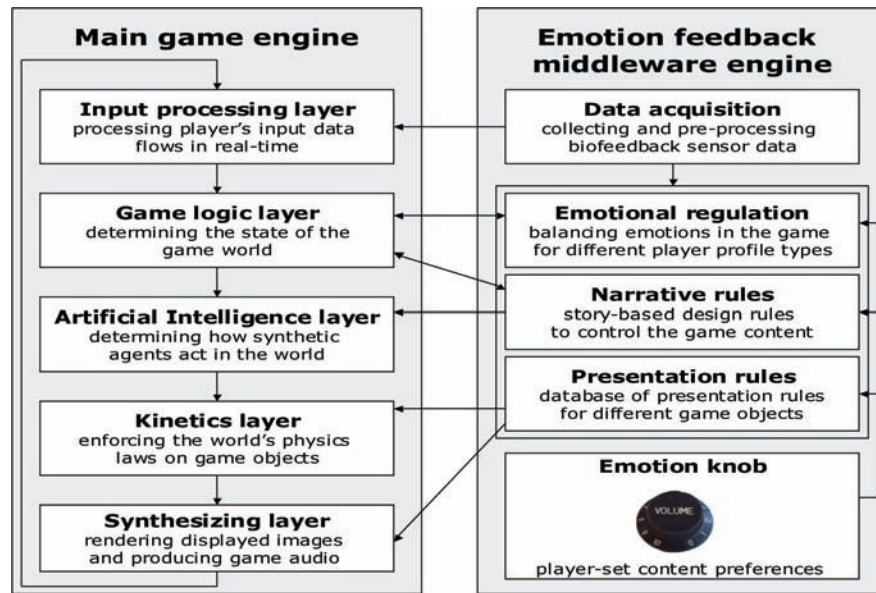 Main game engine
Input processing layer
processing player's input data
flows in real-time
Game logic layer
determining the state of the
game world
Artificial Intelligence layer
determining how synthetic
agents act in the world
Kinetics layer
enforcing the world's physics
laws on game objects
Synthesizing layer
rendering displayed images
and producing game audio
Emotion feedback
middleware engine
Data acquisition
collecting and pre-processing
biofeedback sensor data
Emotional regulation
balancing emotions in the game
for different player profile types
Narrative rules
story-based design rules
to control the game content
Presentation rules
database of presentation rules
for different game objects
Emotion knob
VOLUME
player-set content preferences